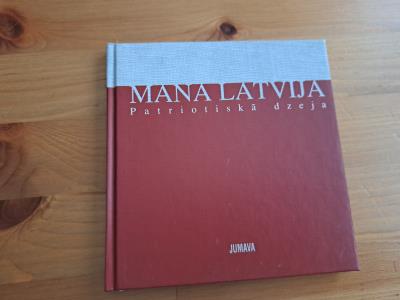 MANA LATVIJA
Patriotiskā dzeja
JUMAVA